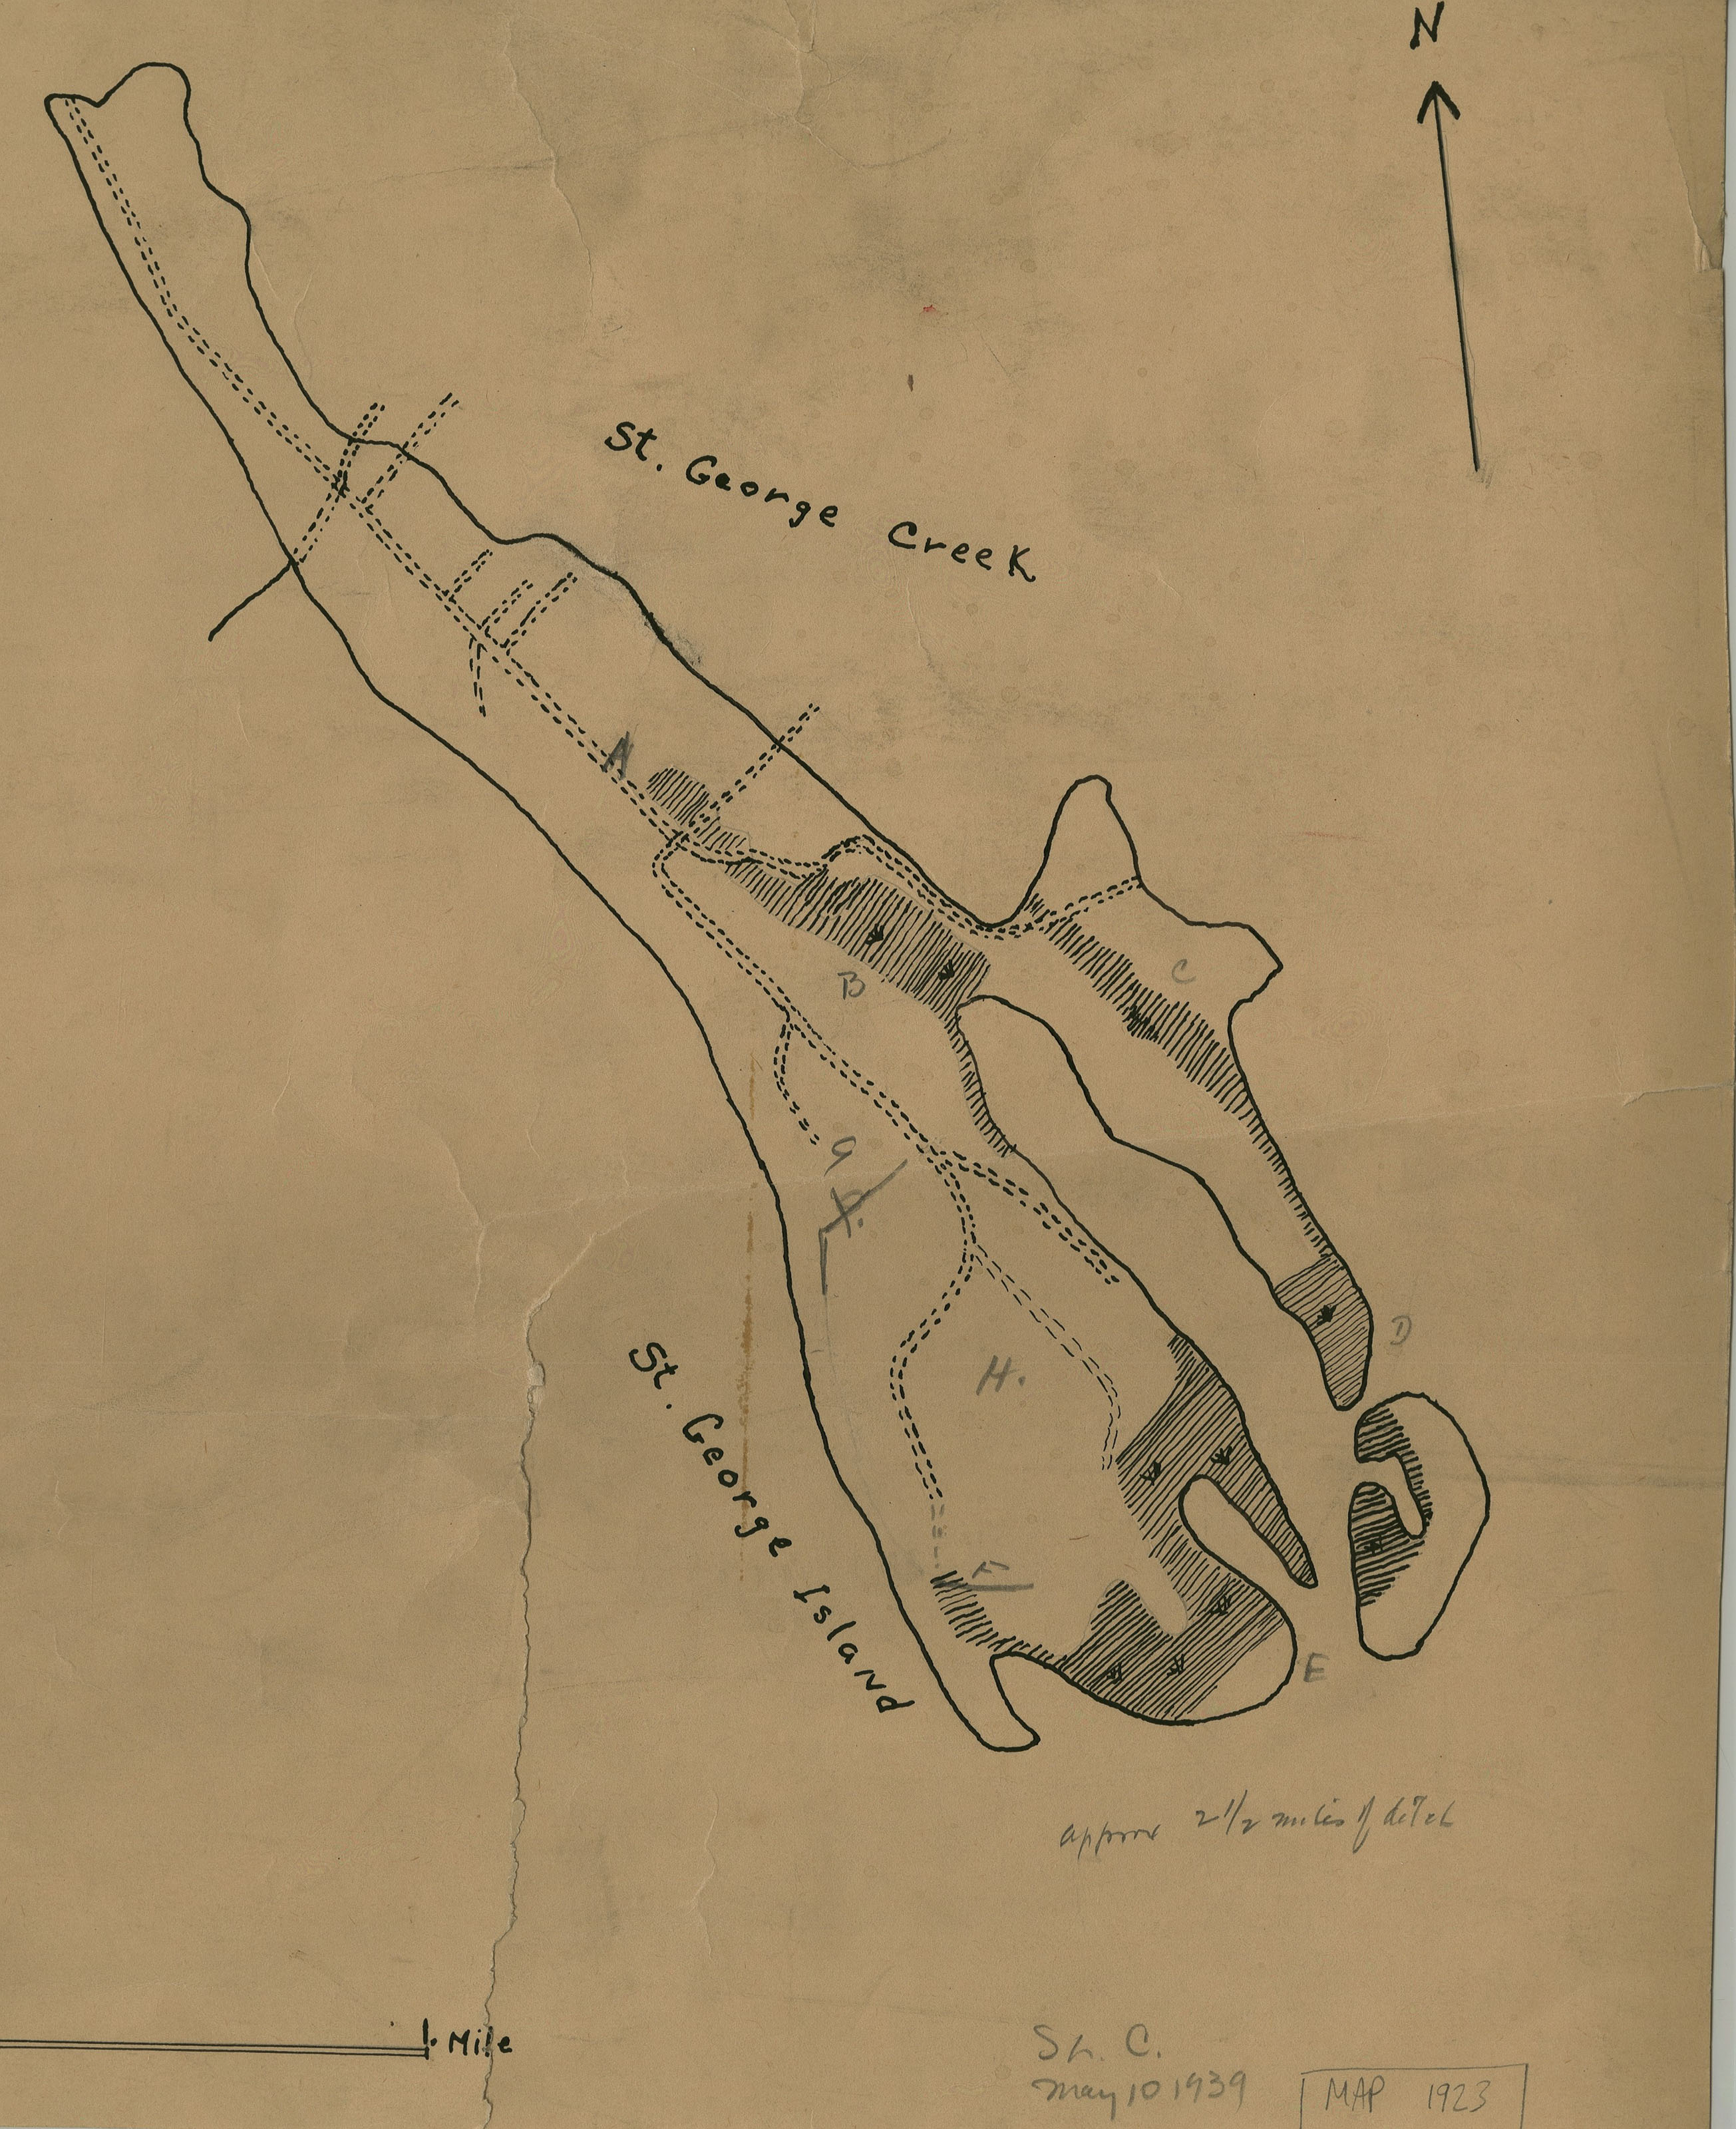 N
St. George Creek
A
B
C
G
X.
D
St. George Island
H.
F
E
approx 2 1/2 miles of ditch
1. Mile
St. C.
May 10 1939
MAP 1923